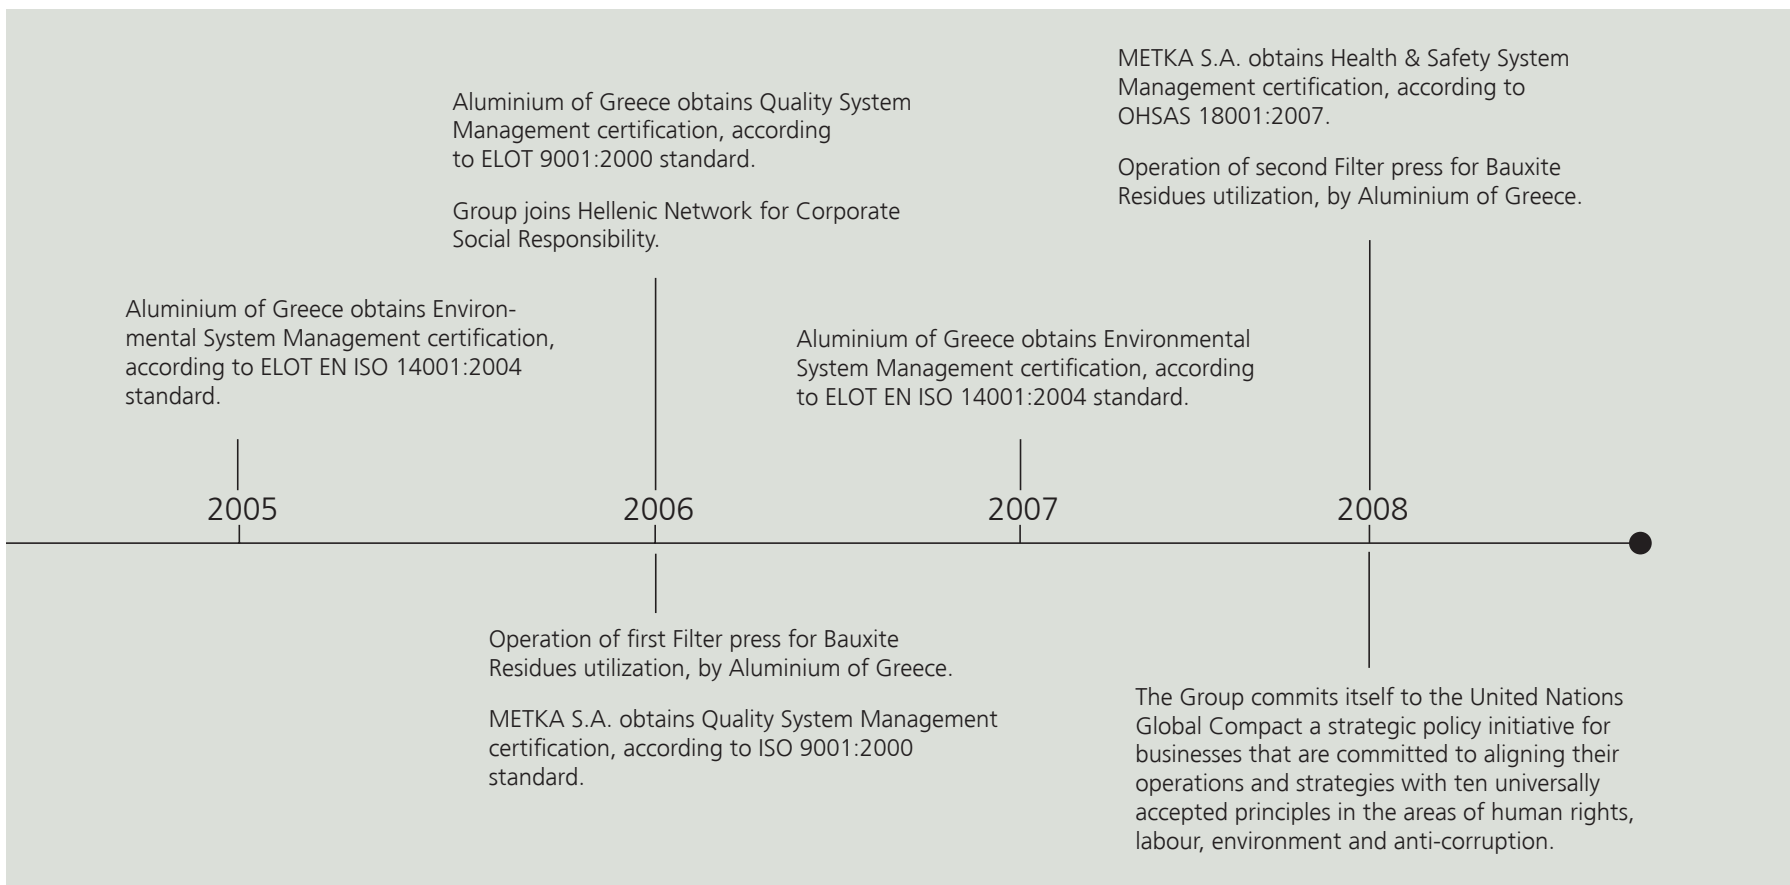 METKA S.A. obtains Health & Safety System
Management certification, according to
OHSAS 18001:2007.
Operation of second Filter press for Bauxite
Residues utilization, by Aluminium of Greece.
Aluminium of Greece obtains Quality System
Management certification, according
to ELOT 9001:2000 standard.
Group joins Hellenic Network for Corporate
Social Responsibility.
Aluminium of Greece obtains Environ-
mental System Management certification,
according to ELOT EN ISO 14001:2004
standard.
Aluminium of Greece obtains Environmental
System Management certification, according
to ELOT EN ISO 14001:2004 standard.
2005
2006
2007
2008
Operation of first Filter press for Bauxite
Residues utilization, by Aluminium of Greece.
METKA S.A. obtains Quality System Management
certification, according to ISO 9001:2000
standard.
The Group commits itself to the United Nations
Global Compact a strategic policy initiative for
businesses that are committed to aligning their
operations and strategies with ten universally
accepted principles in the areas of human rights,
labour, environment and anti-corruption.